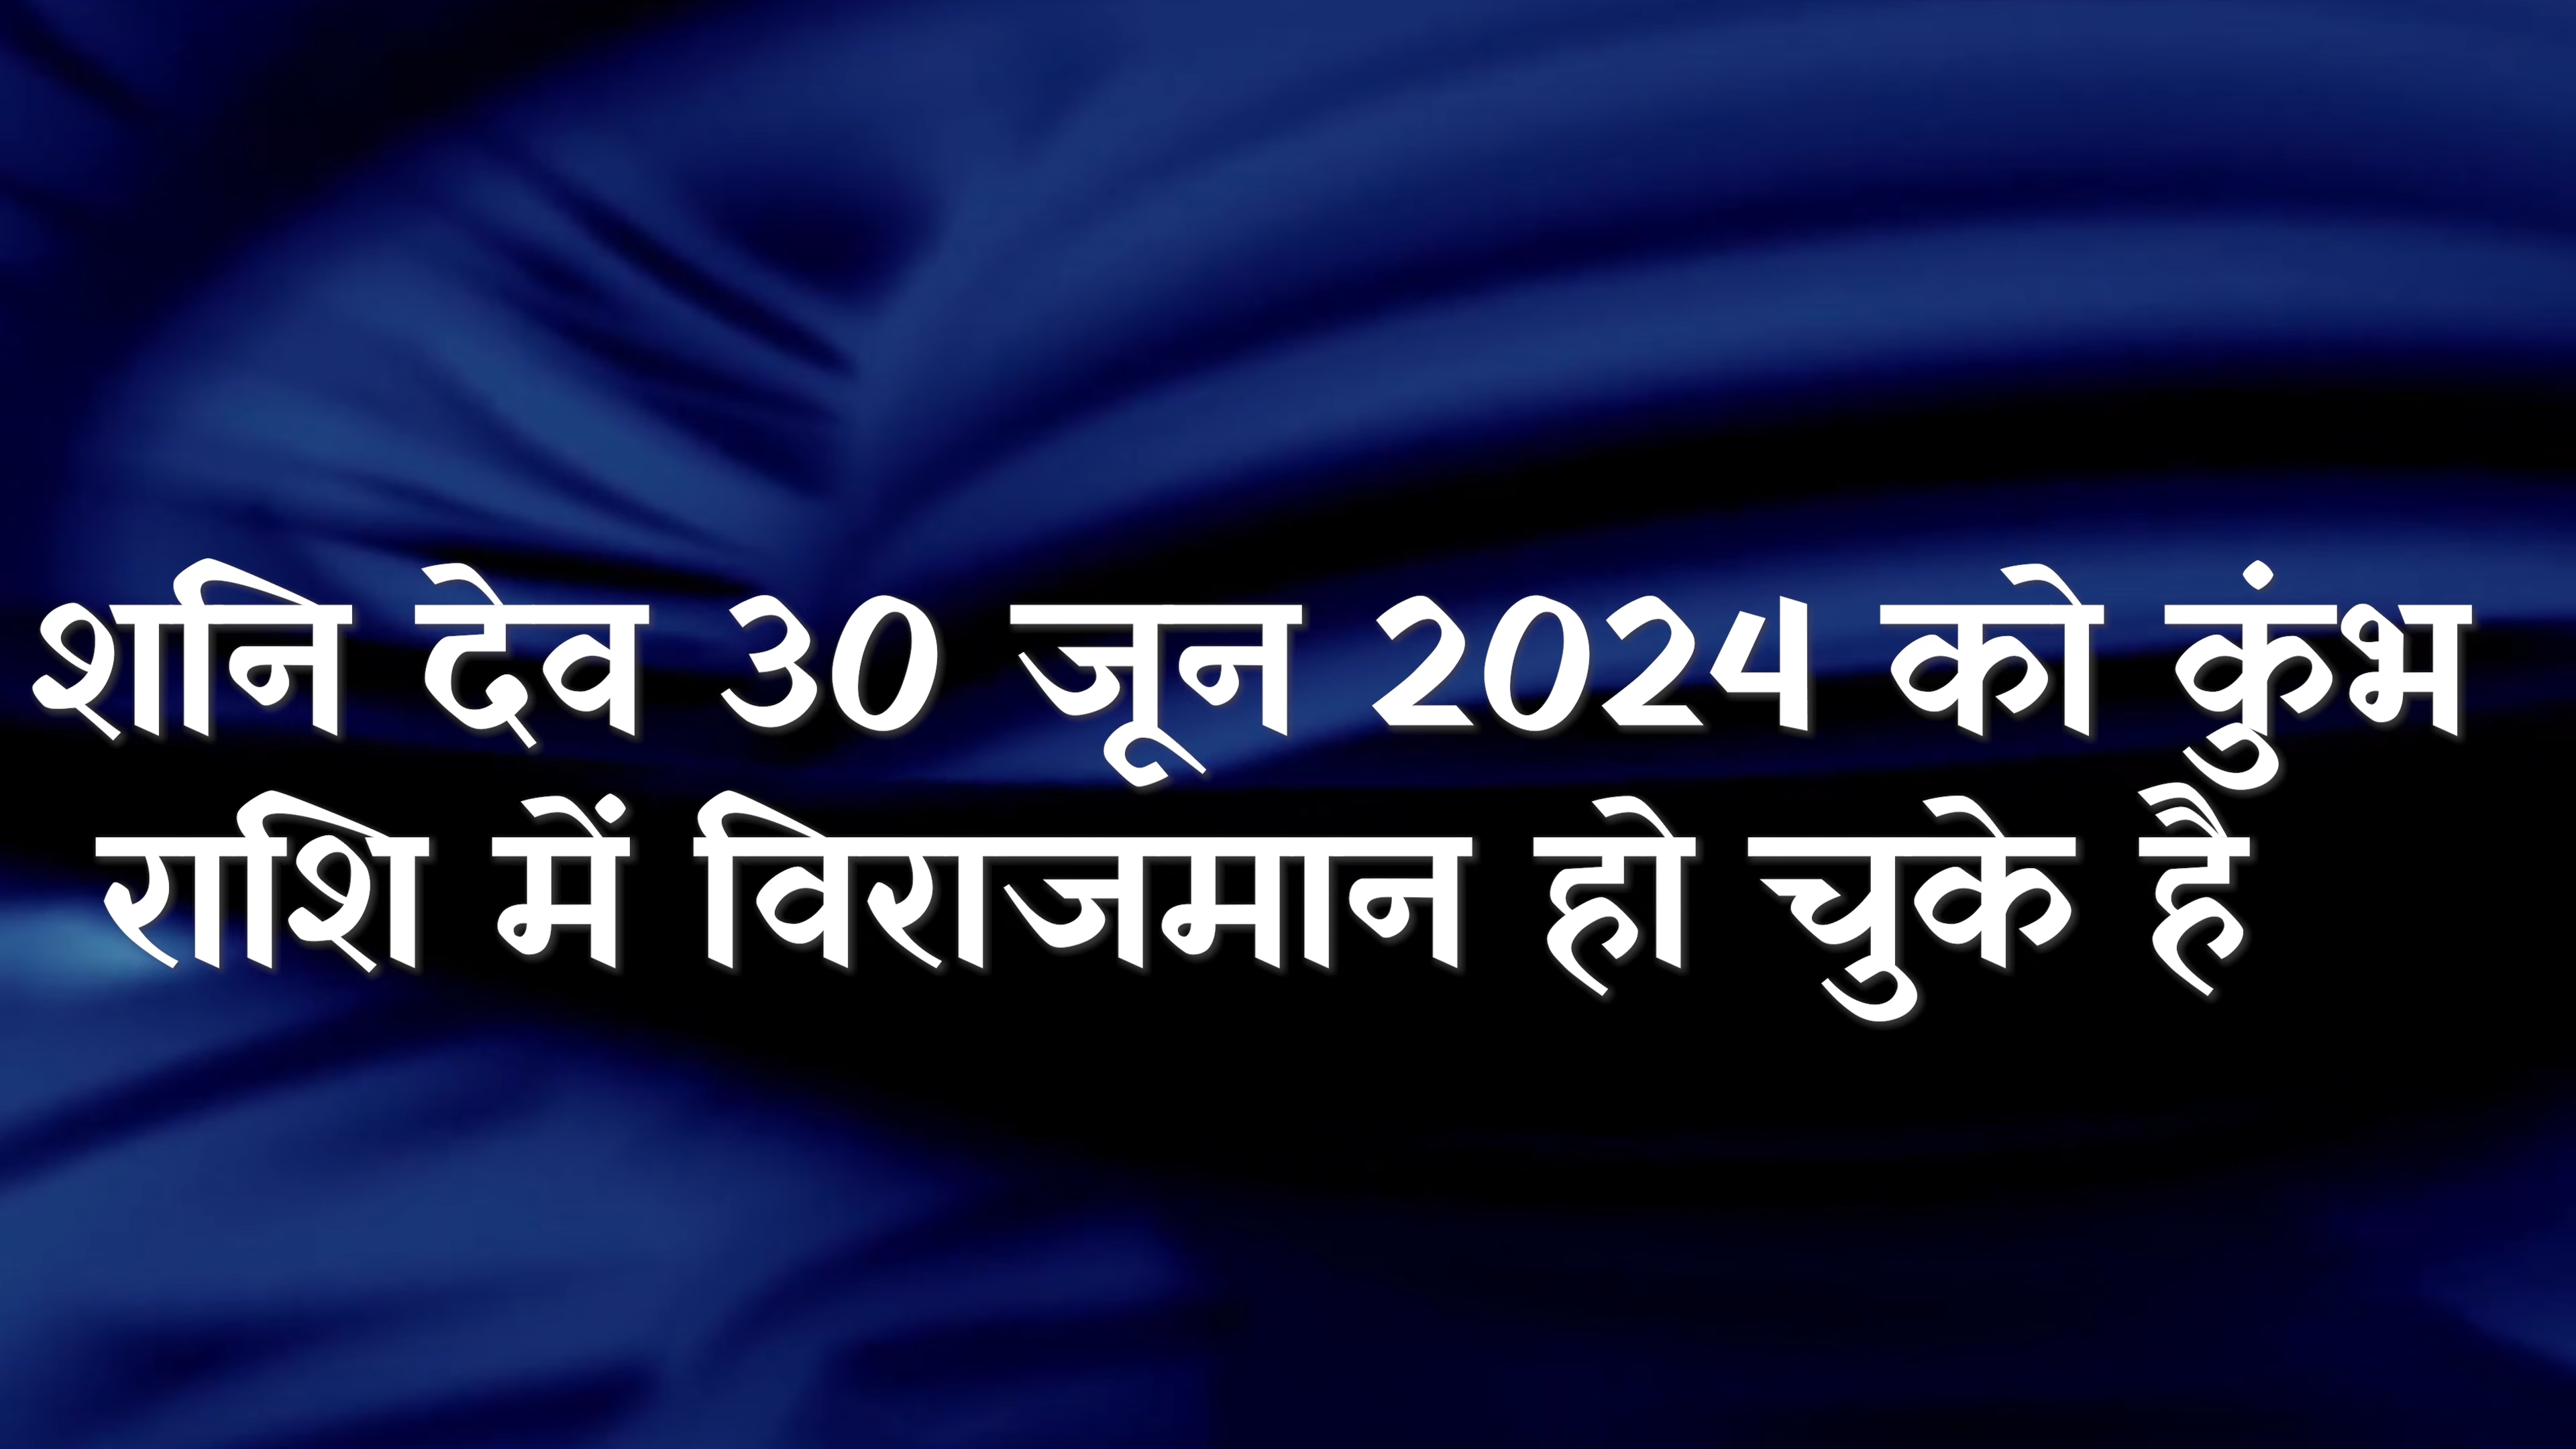 शनि देव 30 जून 2024 को कुंभ
राशि में विराजमान हो चुके है